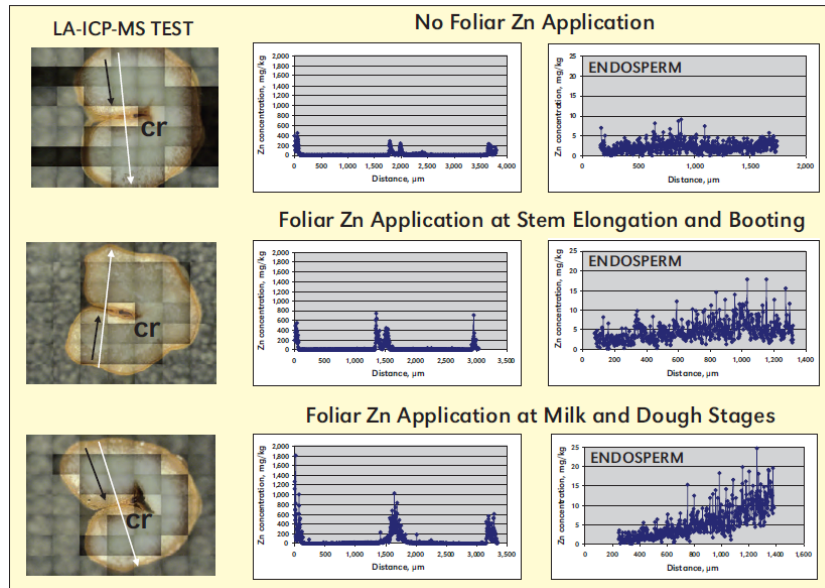 LA-ICP-MS TEST
No Foliar Zn Application
cr
Zn concentration, mg/kg
2,000
1,800
1,600
1,400
1,200
1,000
800
600
400
200
0
0 500 1,000 1,500 2,000 2,500 3,000 3,500 4,000
Distance, µm
ENDOSPERM
Zn concentration, mg/kg
25
20
15
10
5
0
0 500 1,000 1,500 2,000
Distance, µm
Foliar Zn Application at Stem Elongation and Booting
cr
Zn concentration, mg/kg
2,000
1,800
1,600
1,400
1,200
1,000
800
600
400
200
0
0 500 1,000 1,500 2,000 2,500 3,000 3,500
Distance, µm
ENDOSPERM
Zn concentration, mg/kg
25
20
15
10
5
0
0 200 400 600 800 1,000 1,200 1,400
Distance, µm
Foliar Zn Application at Milk and Dough Stages
cr
Zn concentration, mg/kg
2,000
1,800
1,600
1,400
1,200
1,000
800
600
400
200
0
0 500 1,000 1,500 2,000 2,500 3,000 3,500
Distance, µm
ENDOSPERM
Zn concentration, mg/kg
25
20
15
10
5
0
0 200 400 600 800 1,000 1,200 1,400 1,600
Distance, µm